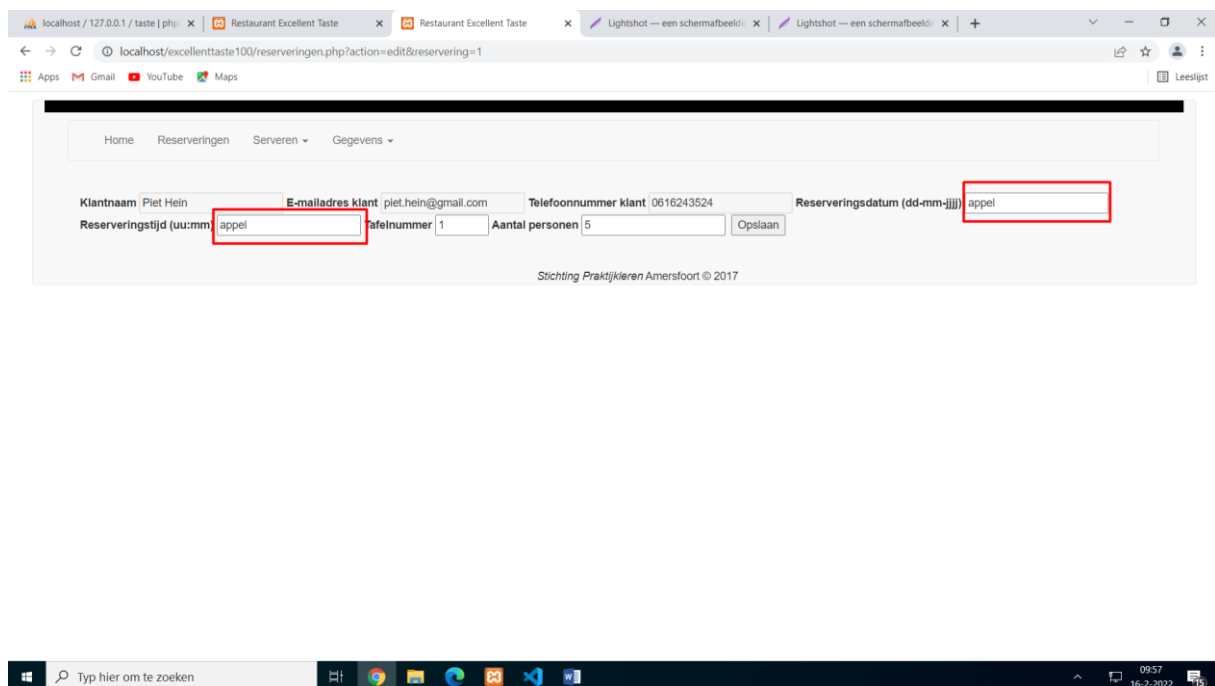 localhost / 127.0.0.1 / taste | php
Restaurant Excellent Taste
Restaurant Excellent Taste
Lightshot — een schermafbeeldi
Lightshot — een schermafbeeldi
localhost/excellenttaste100/reserveringen.php?action=edit&reservering=1
Apps Gmail YouTube Maps Leeslijst
Home Reserveringen Serveren Gegevens
Klantnaam Piet Hein E-mailadres klant piet.hein@gmail.com Telefoonnummer klant 0616243524 Reserveringsdatum (dd-mm-jjjj) appel
Reserveringstijd (uu:mm) appel Tafelnummer 1 Aantal personen 5 Opslaan
Stichting Praktijkleren Amersfoort © 2017
Typ hier om te zoeken
09:57
16-2-2022
15